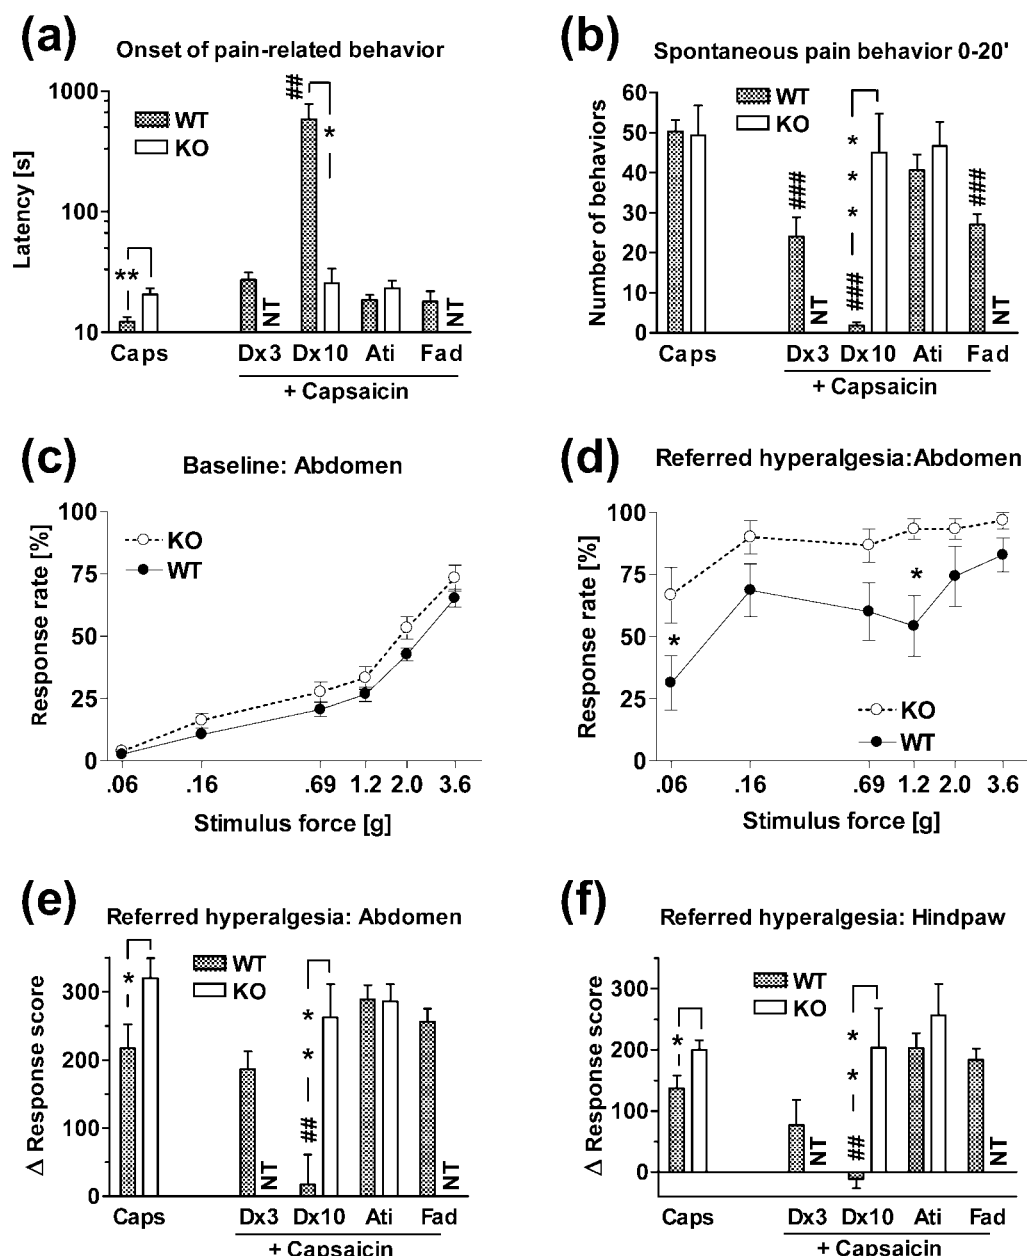 (a)
Onset of pain-related behavior
##
1000
WT
KO
*
Latency [s]
100
**
NT
NT
10
Caps
Dx3
Dx10
Ati
Fad
+ Capsaicin
(b)
Spontaneous pain behavior 0-20'
60
WT
KO
50
*
*
*
###
###
###
Number of behaviors
40
30
20
10
0
NT
NT
Caps
Dx3
Dx10
Ati
Fad
+ Capsaicin
(c)
Baseline: Abdomen
100
KO
WT
75
Response rate [%]
50
25
0
.06
.16
.69
1.2
2.0
3.6
Stimulus force [g]
(d)
Referred hyperalgesia:Abdomen
100
75
*
Response rate [%]
50
*
25
KO
WT
0
.06
.16
.69
1.2
2.0
3.6
Stimulus force [g]
(e)
Referred hyperalgesia: Abdomen
WT
KO
*
300
*
*
##
Δ Response score
200
100
0
NT
NT
Caps
Dx3
Dx10
Ati
Fad
+ Capsaicin
(f)
Referred hyperalgesia: Hindpaw
WT
KO
300
*
*
*
##
Δ Response score
200
100
0
NT
NT
Caps
Dx3
Dx10
Ati
Fad
+ Capsaicin